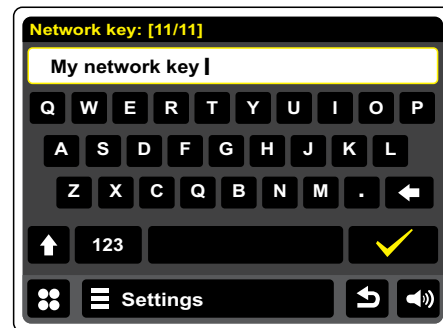 Network key: [11/11]
My network key
Q W E R T Y U I O P
A S D F G H J K L
Z X C Q B N M .
123
Settings